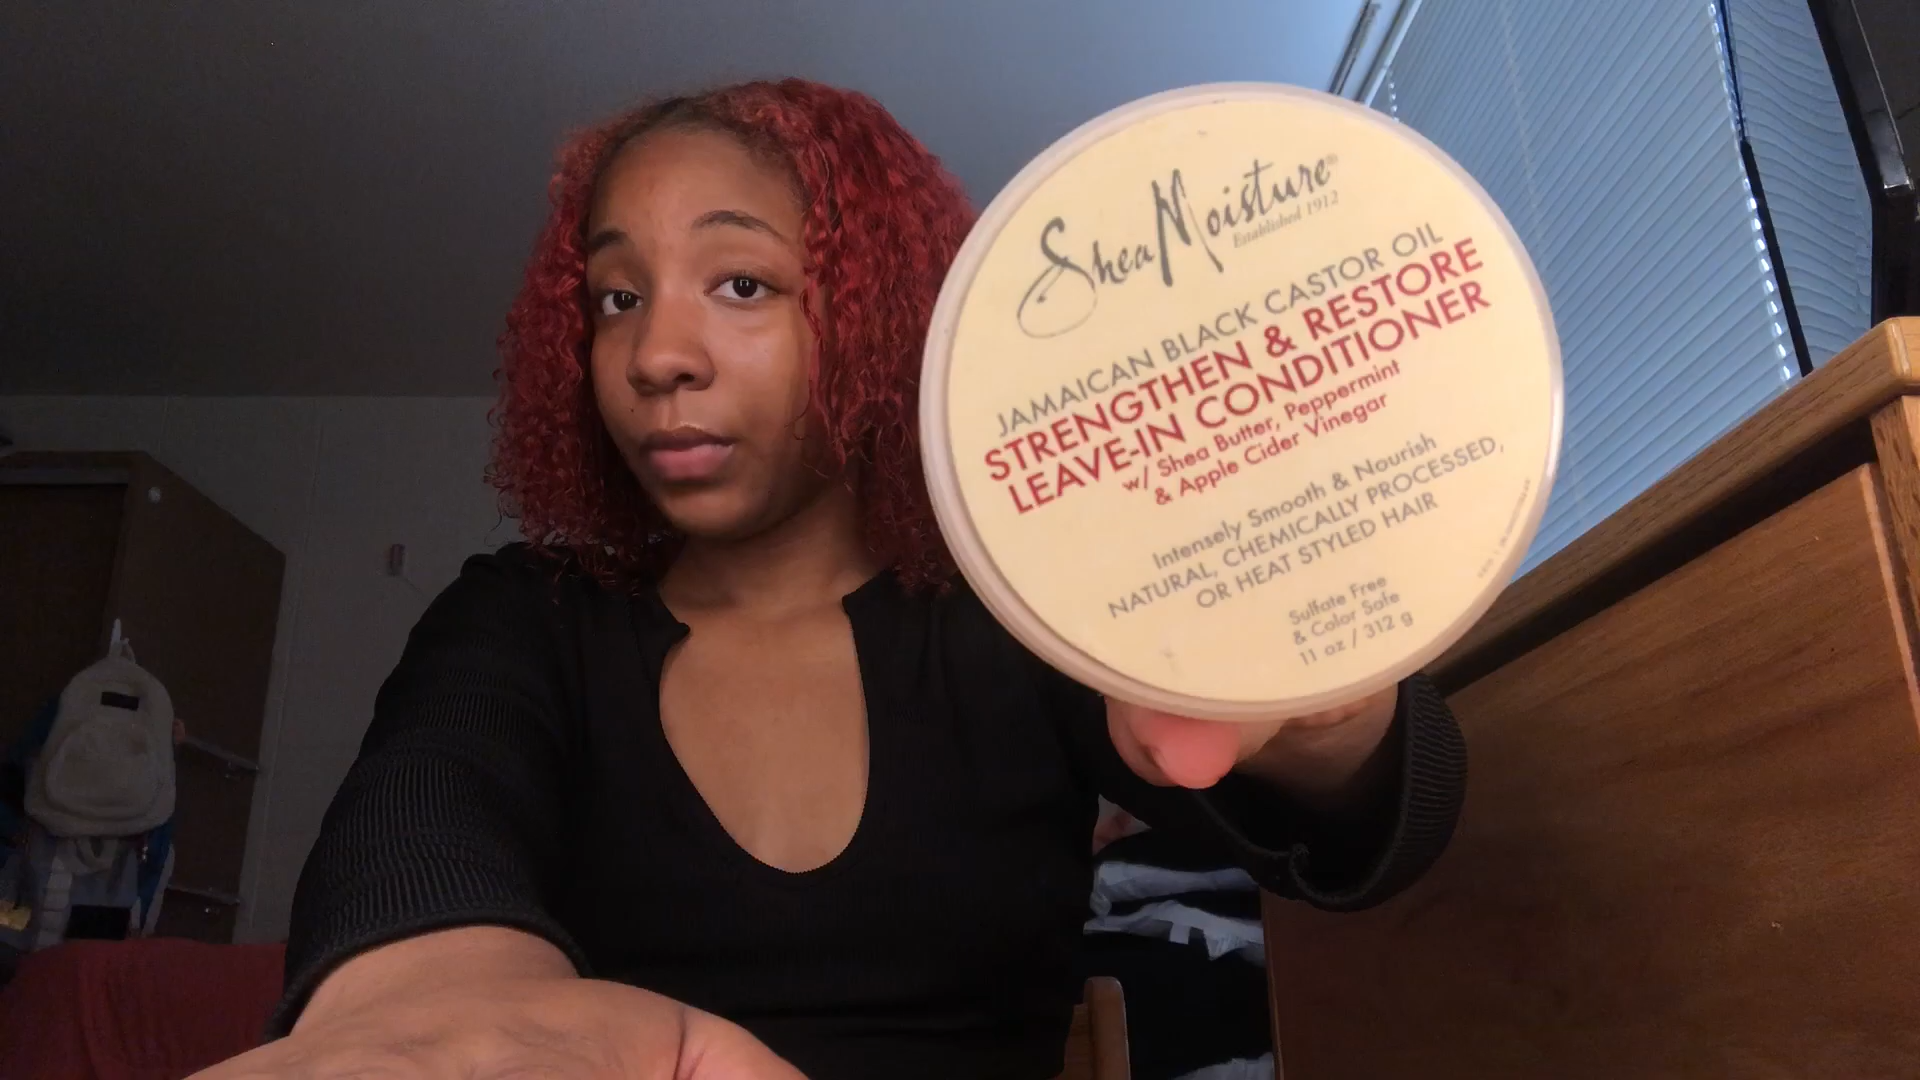 SheaMoisture®
Established 1912
JAMAICAN BLACK CASTOR OIL
STRENGTHEN & RESTORE
LEAVE-IN CONDITIONER
w/ Shea Butter, Peppermint
& Apple Cider Vinegar
Intensely Smooth & Nourish
NATURAL, CHEMICALLY PROCESSED,
OR HEAT STYLED HAIR
Sulfate Free
& Color Safe
11 oz / 312 g